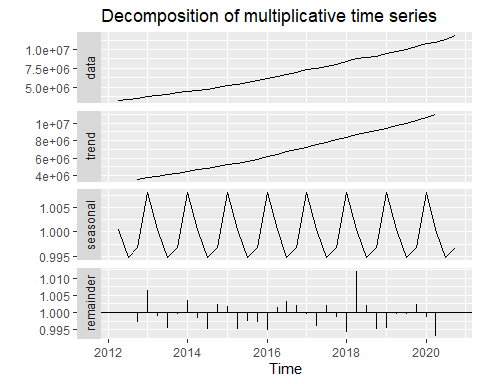 Decomposition of multiplicative time series
1.0e+07
7.5e+06
5.0e+06
data
1e+07
8e+06
6e+06
4e+06
trend
1.005
1.000
0.995
seasonal
1.010
1.005
1.000
0.995
remainder
2012 2014 2016 2018 2020
Time